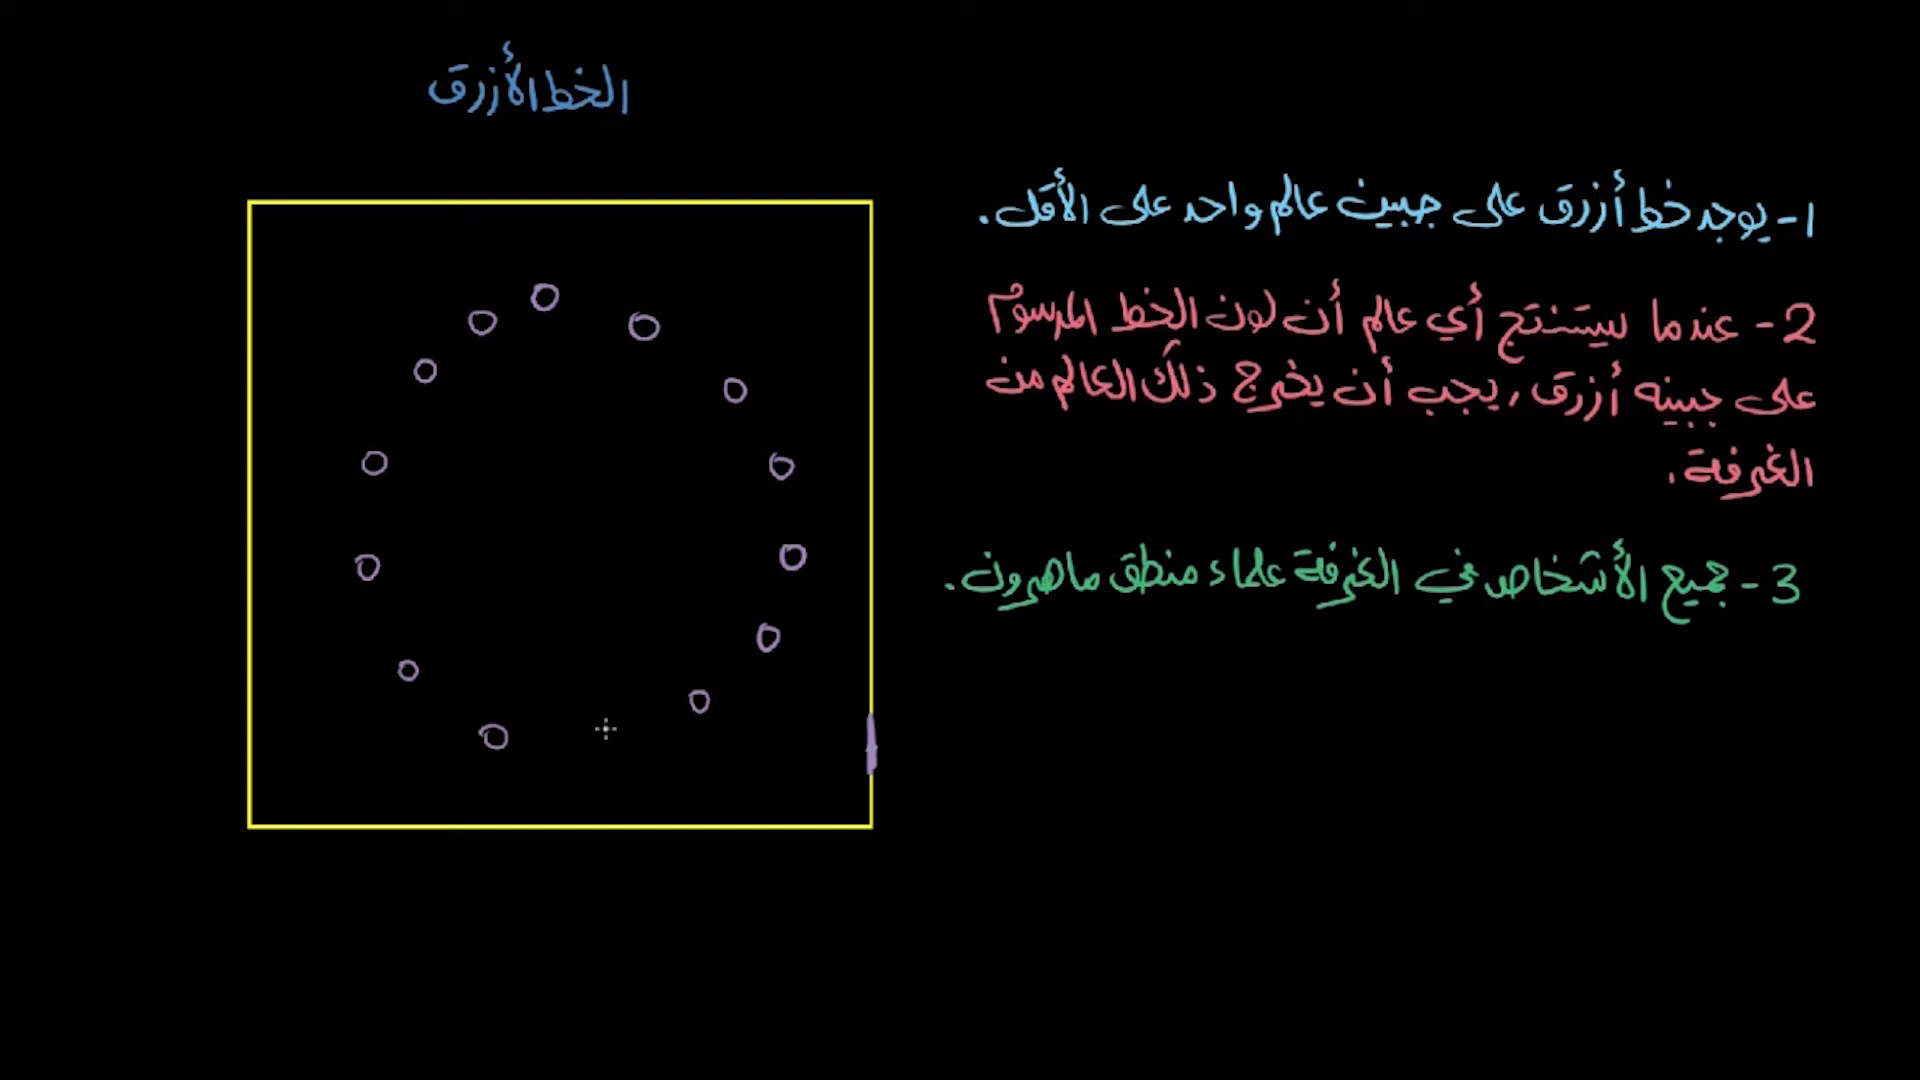 الخط الأزرق
1- يوجد خط أزرق على جبين عالم واحد على الأقل.
2- عندما يستنتج أي عالم أن لون الخط المرسوم
على جبينه أزرق، يجب أن يخرج ذلك العالم من
الغرفة.
3- جميع الأشخاص في الغرفة علماء منطق ماهرون.